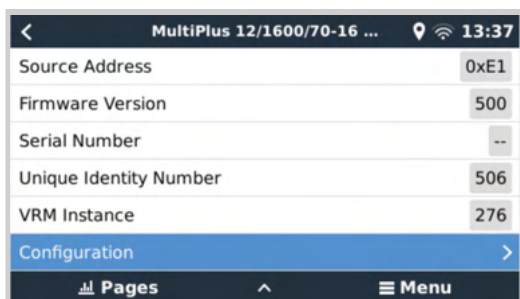 MultiPlus 12/1600/70-16 ... 13:37
Source Address 0xE1
Firmware Version 500
Serial Number --
Unique Identity Number 506
VRM Instance 276
Configuration
Pages Menu